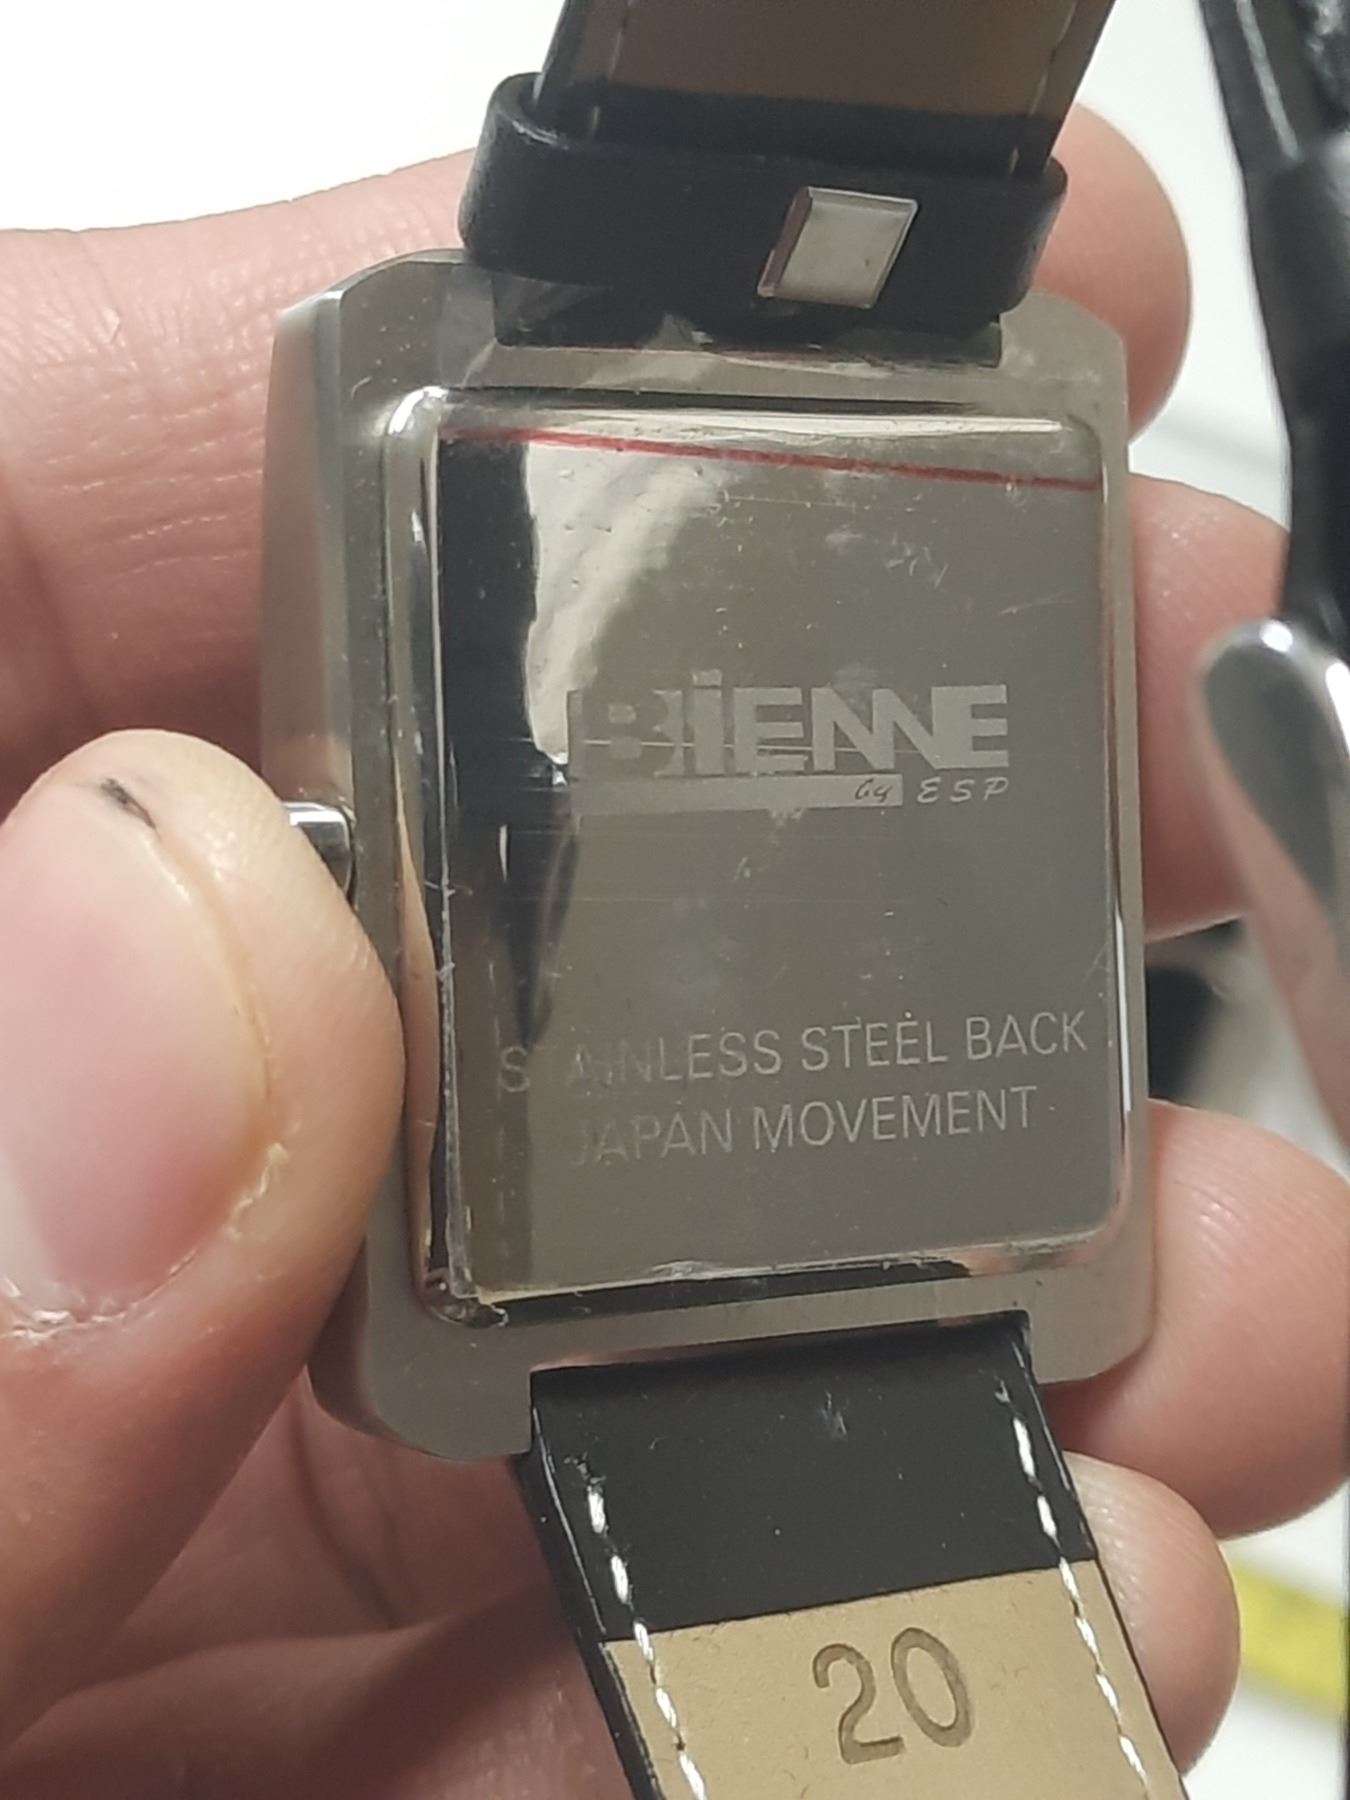 BiENNE
by ESP
STAINLESS STEEL BACK
JAPAN MOVEMENT
20